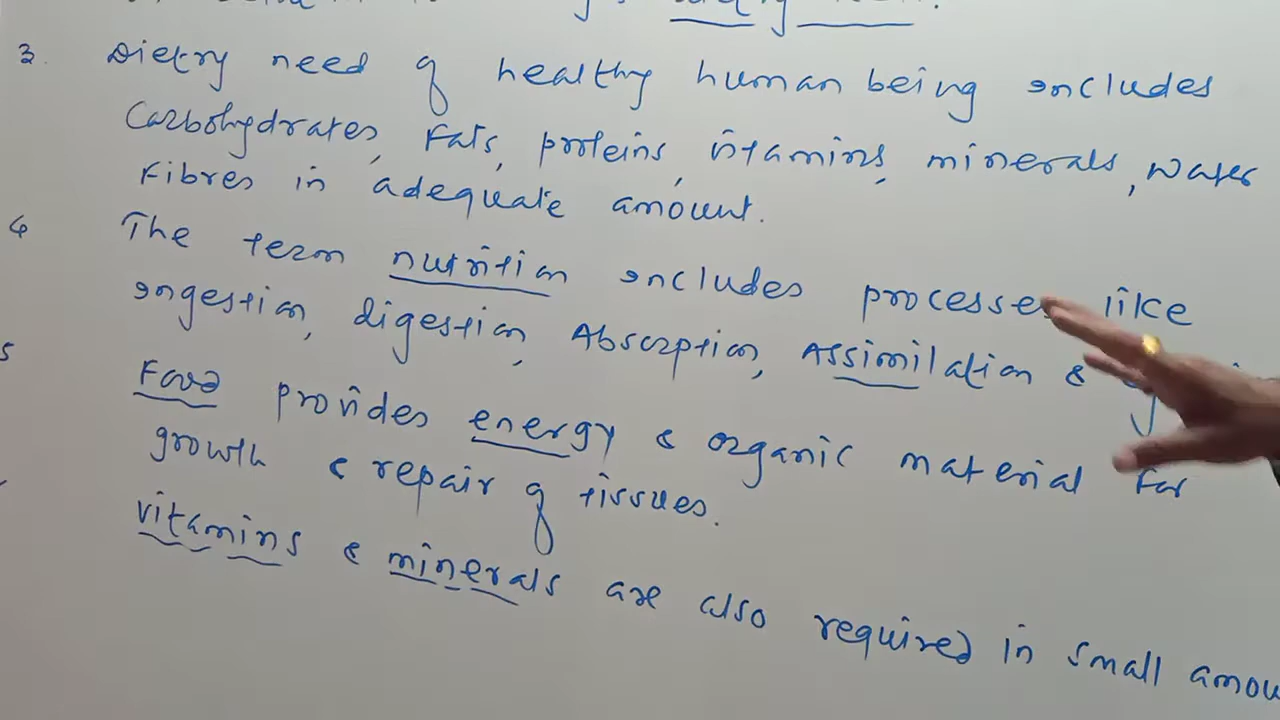 3. Dietry need of healthy human being includes
Carbohydrates, Fats, proteins, vitamins, minerals, water
Fibres in adequate amount.
4 The term nutrition includes processes like
ingestion, digestion, Absorption, Assimilation &
5 Food provides energy & organic material for
growth & repair of tissues.
vitamins & minerals are also required in small amou